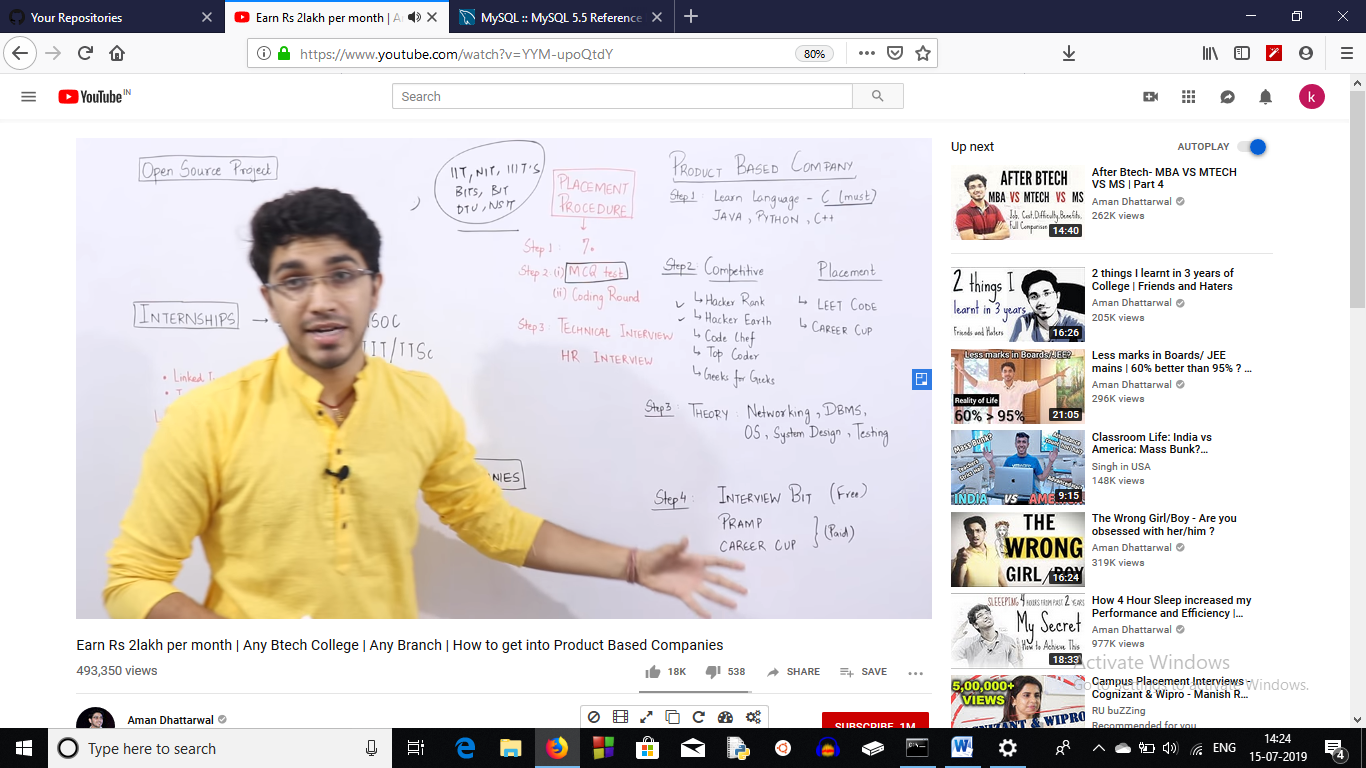 Your Repositories
Earn Rs 2lakh per month | A
MySQL :: MySQL 5.5 Reference
https://www.youtube.com/watch?v=YYM-upoQtdY
80%
YouTube IN
Search
k
Open Source Project
IIT, NIT, IIIT'S
BITS, BIT
DTU, NSIT
PLACEMENT
PROCEDURE
Step 1 :
Step 2 (i) MCQ test
(ii) Coding Round
Step 3: TECHNICAL INTERVIEW
HR INTERVIEW
INTERNSHIPS
SOC
IIT/IISc
NIES
PRODUCT BASED COMPANY
Step 1 : Learn Language - C (must)
JAVA, PYTHON, C++
Step2 : Competitive
Hacker Rank
Hacker Earth
Code Chef
Top Coder
Geeks for Geeks
Placement
LEET CODE
CAREER CUP
Step3 : THEORY : Networking, DBMS,
OS, System Design, Testing
Step4 : INTERVIEW BIT (Free)
PRAMP
CAREER CUP
(Paid)
Earn Rs 2lakh per month | Any Btech College | Any Branch | How to get into Product Based Companies
493,350 views
18K
538
SHARE
SAVE
Aman Dhattarwal
SUBSCRIBE 1M
Up next
AUTOPLAY
AFTER BTECH
MBA VS MTECH VS MS
Job, Cost, Difficulty, Benefits,
Full Comparison
14:40
After Btech- MBA VS MTECH
VS MS | Part 4
Aman Dhattarwal
262K views
2 things I
learnt in 3 years
Friends and Haters
16:26
2 things I learnt in 3 years of
College | Friends and Haters
Aman Dhattarwal
205K views
Less marks in Boards/JEE?
Reality of Life
60% > 95%
21:05
Less marks in Boards/ JEE
mains | 60% better than 95% ? ...
Aman Dhattarwal
296K views
Mass Bunk?
INDIA VS AME
9:15
Classroom Life: India vs
America: Mass Bunk?...
Singh in USA
148K views
THE
WRONG
GIRL/BOY
16:24
The Wrong Girl/Boy - Are you
obsessed with her/him ?
Aman Dhattarwal
319K views
SLEEEPING 4 HOURS FROM PAST 2 YEARS
My Secret
How to Achieve This
18:33
How 4 Hour Sleep increased my
Performance and Efficiency |...
Aman Dhattarwal
977K views
5,00,000+
VIEWS
& WIPRO
Campus Placement Interviews -
Cognizant & Wipro - Manish R...
RU buZZing
Recommended for you
Activate Windows
Go to Settings to activate Windows.
Type here to search
ENG
14:24
15-07-2019
4